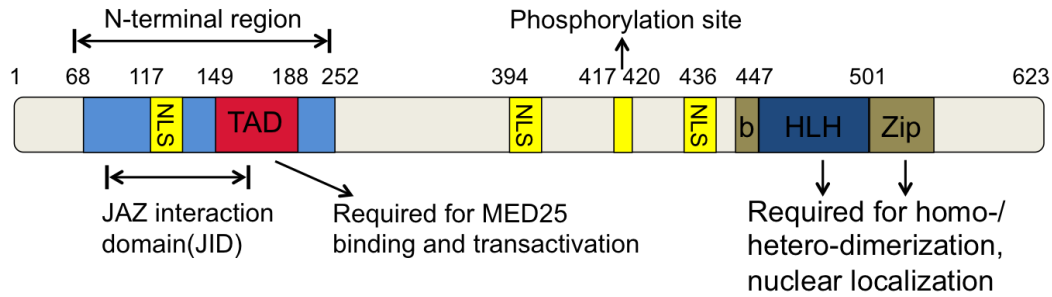 N-terminal region
Phosphorylation site
1 68 117 149 188 252 394 417 420 436 447 501 623
NLS TAD NLS NLS b HLH Zip
JAZ interaction
domain(JID)
Required for MED25
binding and transactivation
Required for homo-/
hetero-dimerization,
nuclear localization